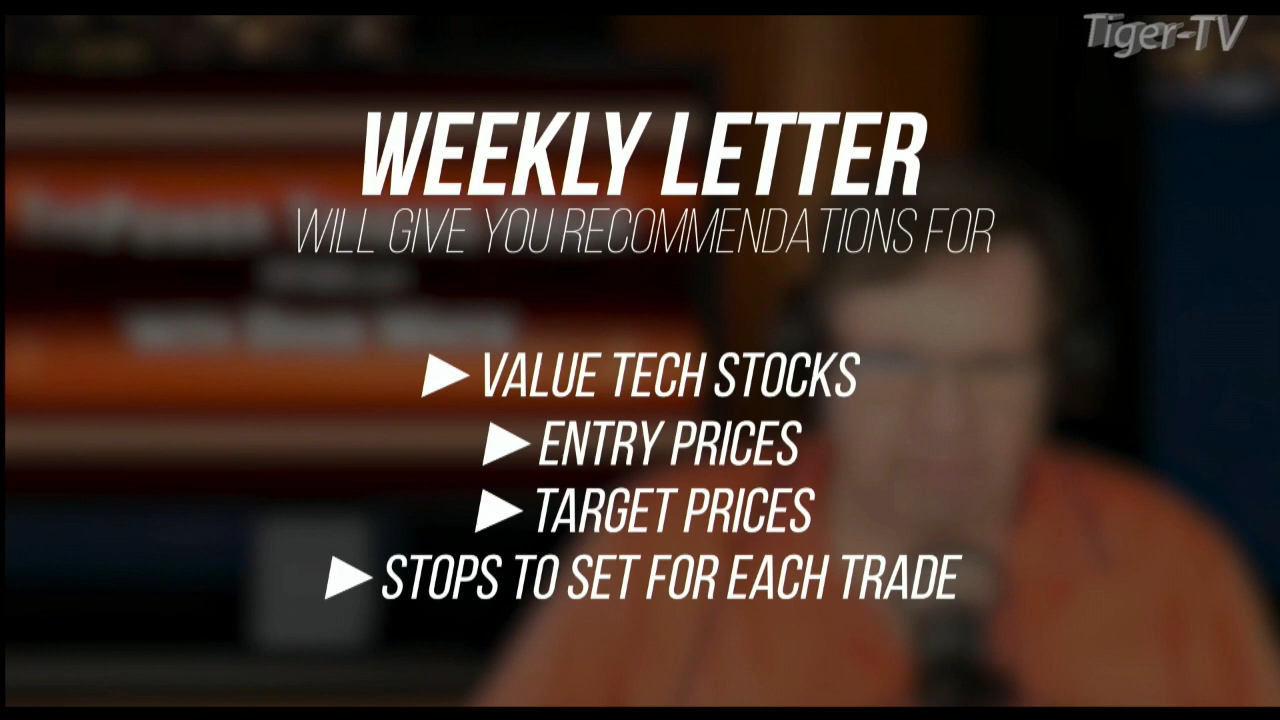 Tiger-TV
WEEKLY LETTER
WILL GIVE YOU RECOMMENDATIONS FOR
VALUE TECH STOCKS
ENTRY PRICES
TARGET PRICES
STOPS TO SET FOR EACH TRADE